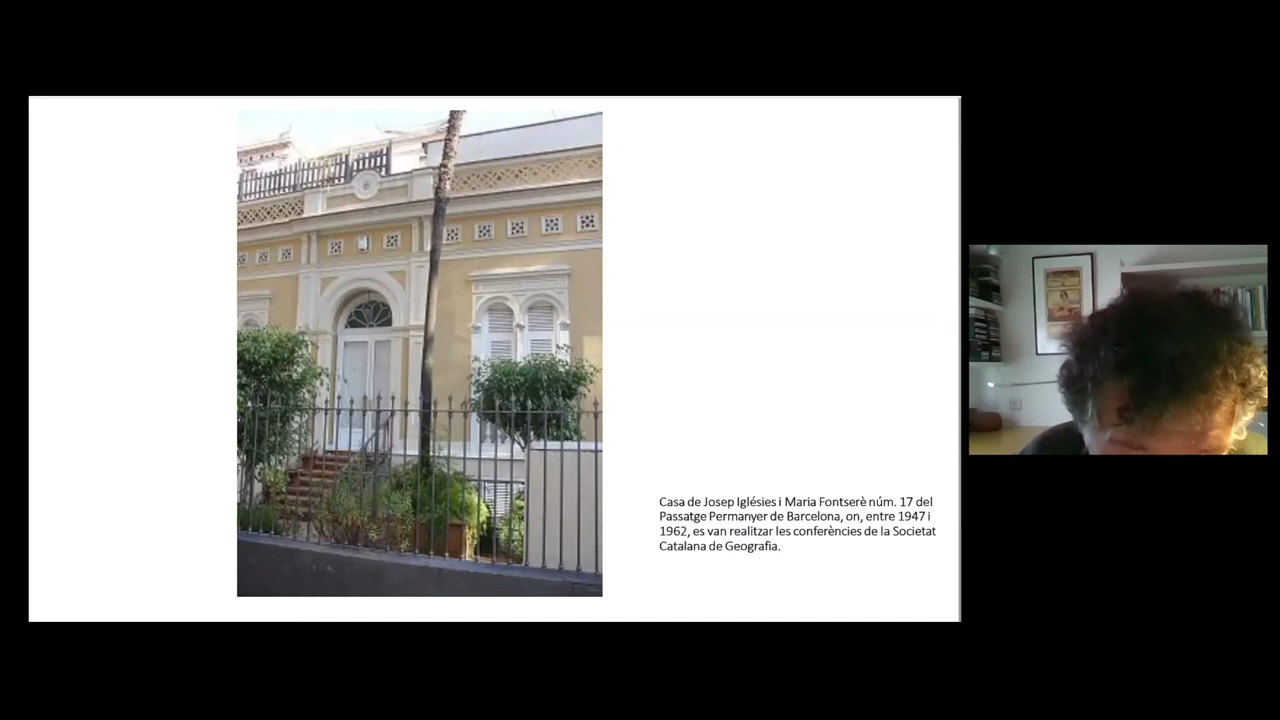 Casa de Josep Iglésies i Maria Fontserè núm. 17 del
Passatge Permanyer de Barcelona, on, entre 1947 i
1962, es van realitzar les conferències de la Societat
Catalana de Geografia.